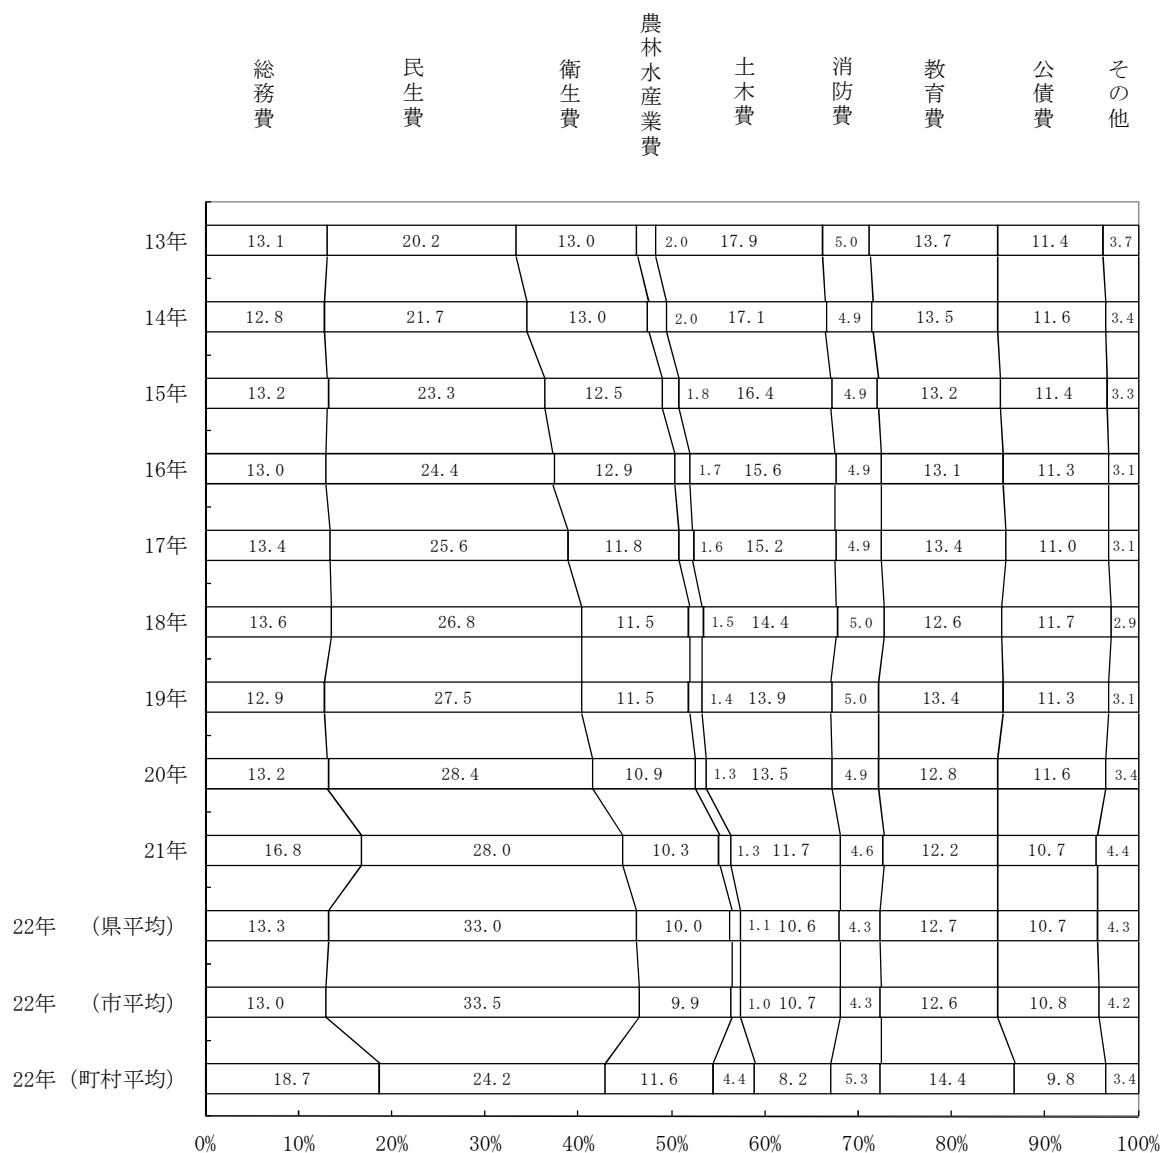 総務費
民生費
衛生費
農林水産業費
土木費
消防費
教育費
公債費
その他
13年 13.1 20.2 13.0 2.0 17.9 5.0 13.7 11.4 3.7
14年 12.8 21.7 13.0 2.0 17.1 4.9 13.5 11.6 3.4
15年 13.2 23.3 12.5 1.8 16.4 4.9 13.2 11.4 3.3
16年 13.0 24.4 12.9 1.7 15.6 4.9 13.1 11.3 3.1
17年 13.4 25.6 11.8 1.6 15.2 4.9 13.4 11.0 3.1
18年 13.6 26.8 11.5 1.5 14.4 5.0 12.6 11.7 2.9
19年 12.9 27.5 11.5 1.4 13.9 5.0 13.4 11.3 3.1
20年 13.2 28.4 10.9 1.3 13.5 4.9 12.8 11.6 3.4
21年 16.8 28.0 10.3 1.3 11.7 4.6 12.2 10.7 4.4
22年 （県平均） 13.3 33.0 10.0 1.1 10.6 4.3 12.7 10.7 4.3
22年 （市平均） 13.0 33.5 9.9 1.0 10.7 4.3 12.6 10.8 4.2
22年（町村平均） 18.7 24.2 11.6 4.4 8.2 5.3 14.4 9.8 3.4
0% 10% 20% 30% 40% 50% 60% 70% 80% 90% 100%